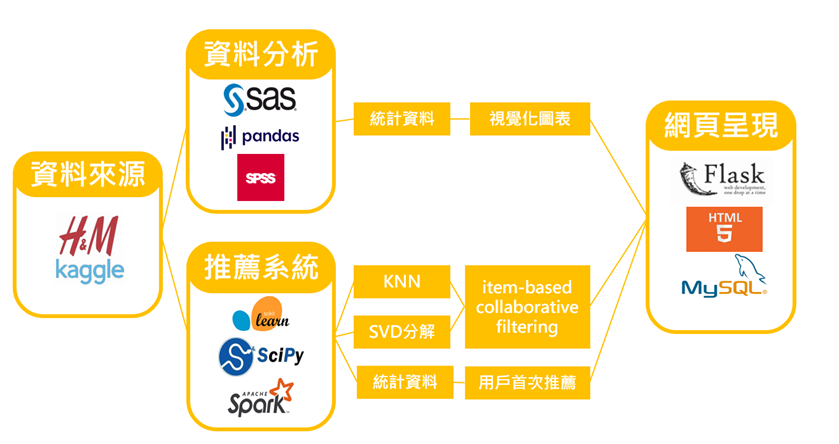 資料來源
H&M
kaggle
資料分析
sas
pandas
SPSS
統計資料
視覺化圖表
推薦系統
learn
SciPy
APACHE
Spark
KNN
SVD分解
item-based
collaborative
filtering
統計資料
用戶首次推薦
網頁呈現
Flask
web development,
one drop at a time
HTML
5
MySQL